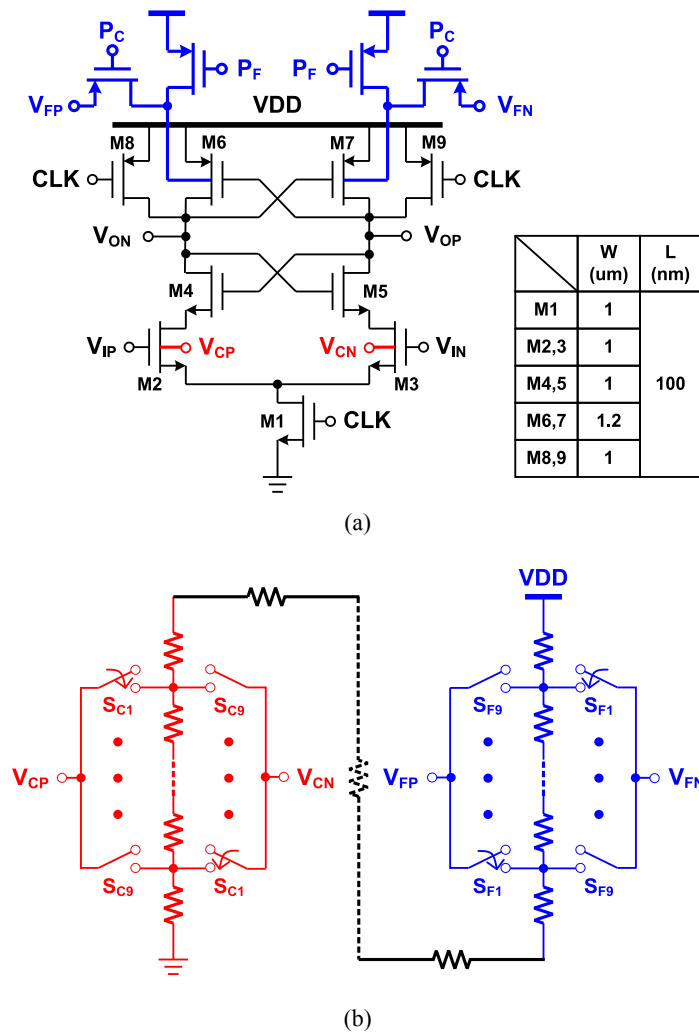 P_C
P_C
P_F
P_F
V_FP
V_FN
VDD
M8
M6
M7
M9
CLK
CLK
V_ON
V_OP
M4
M5
V_IP
V_CP
V_CN
V_IN
M2
M3
M1
CLK
W (um)
L (nm)
M1 1
M2,3 1
M4,5 1
100
M6,7 1.2
M8,9 1
(a)
VDD
S_C1
S_C9
S_F9
S_F1
V_CP
V_CN
V_FP
V_FN
S_C9
S_C1
S_F1
S_F9
(b)